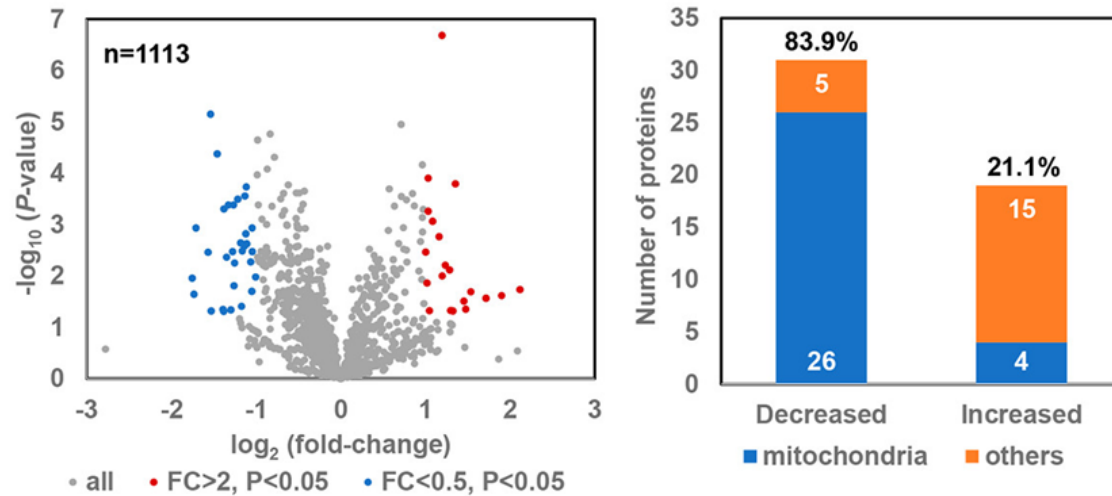 n=1113
7
6
5
4
3
2
1
0
-log₁₀ (P-value)
-3 -2 -1 0 1 2 3
log₂ (fold-change)
all FC>2, P<0.05 FC<0.5, P<0.05
35
30
25
20
15
10
5
0
Number of proteins
83.9%
5
26
21.1%
15
4
Decreased Increased
mitochondria others